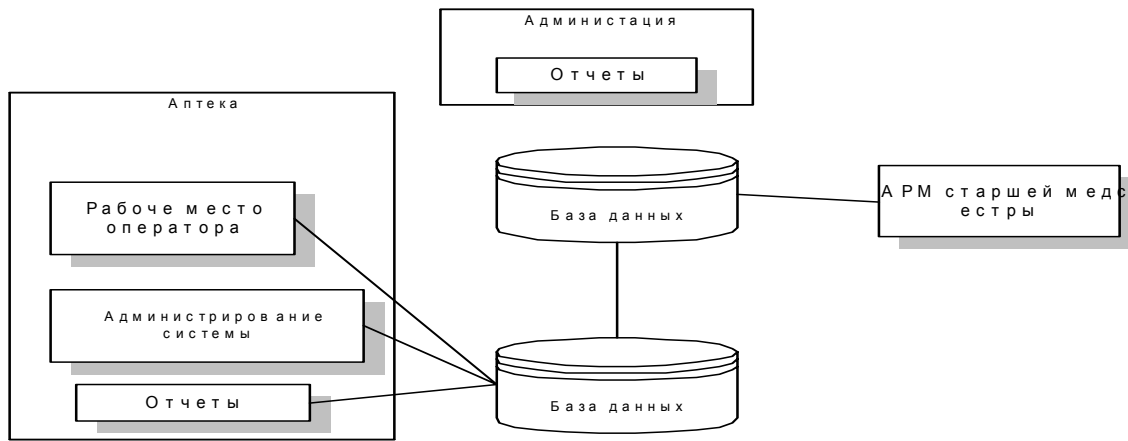 Администация
Отчеты
Аптека
Рабоче место
оператора
Администрирование
системы
Отчеты
База данных
АРМ старшей медс
естры
База данных